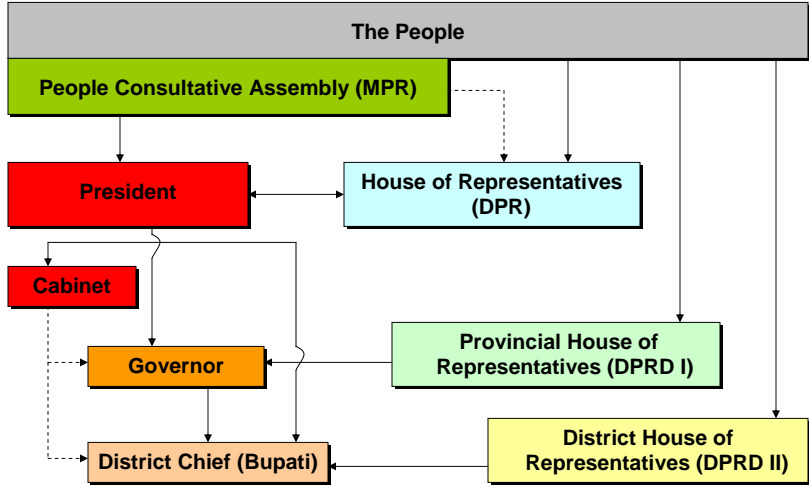 The People
People Consultative Assembly (MPR)
President
House of Representatives
(DPR)
Cabinet
Governor
Provincial House of
Representatives (DPRD I)
District Chief (Bupati)
District House of
Representatives (DPRD II)